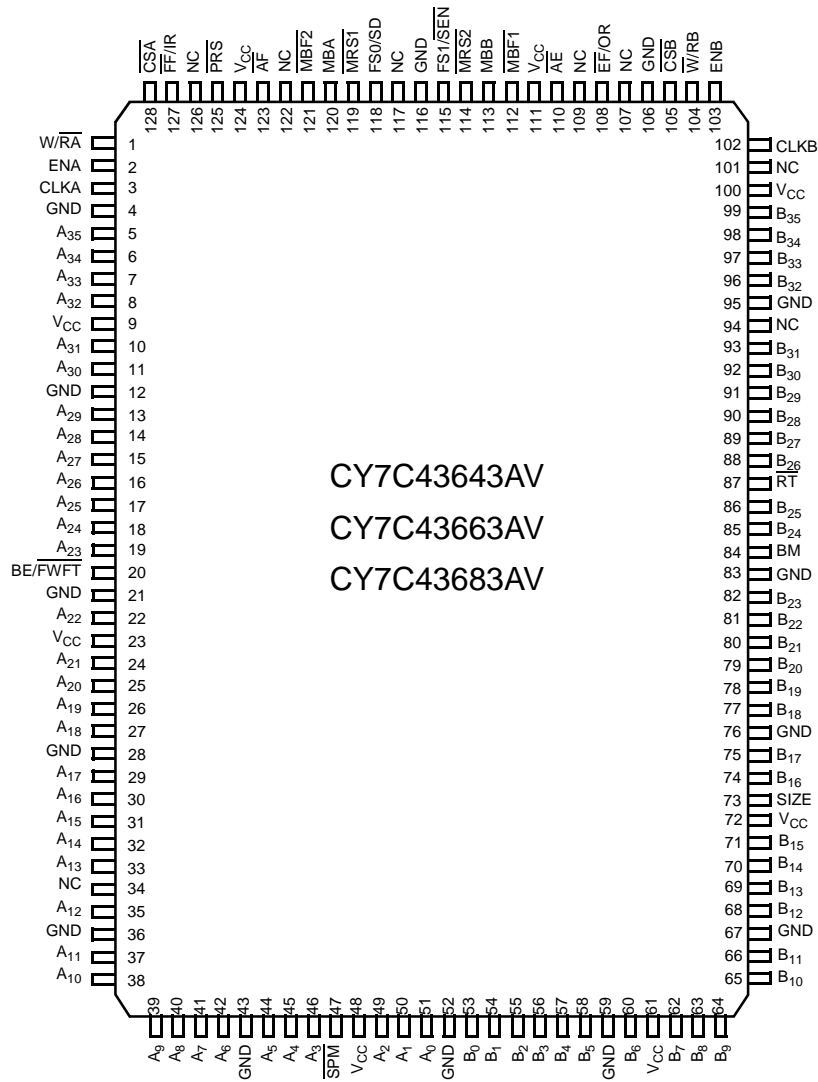 CSA
FF/IR
NC
PRS
VCC
AF
NC
MBF2
MBA
MRS1
FS0/SD
NC
GND
FS1/SEN
MRS2
MBB
MBF1
VCC
AE
NC
EF/OR
NC
GND
CSB
W/RB
ENB
128 127 126 125 124 123 122 121 120 119 118 117 116 115 114 113 112 111 110 109 108 107 106 105 104 103
W/RA 1
ENA 2
CLKA 3
GND 4
A35 5
A34 6
A33 7
A32 8
VCC 9
A31 10
A30 11
GND 12
A29 13
A28 14
A27 15
A26 16
A25 17
A24 18
A23 19
BE/FWFT 20
GND 21
A22 22
VCC 23
A21 24
A20 25
A19 26
A18 27
GND 28
A17 29
A16 30
A15 31
A14 32
A13 33
NC 34
A12 35
GND 36
A11 37
A10 38
CY7C43643AV
CY7C43663AV
CY7C43683AV
102 CLKB
101 NC
100 VCC
99 B35
98 B34
97 B33
96 B32
95 GND
94 NC
93 B31
92 B30
91 B29
90 B28
89 B27
88 B26
87 RT
86 B25
85 B24
84 BM
83 GND
82 B23
81 B22
80 B21
79 B20
78 B19
77 B18
76 GND
75 B17
74 B16
73 SIZE
72 VCC
71 B15
70 B14
69 B13
68 B12
67 GND
66 B11
65 B10
39 40 41 42 43 44 45 46 47 48 49 50 51 52 53 54 55 56 57 58 59 60 61 62 63 64
A9
A8
A7
A6
GND
A5
A4
A3
SPM
VCC
A2
A1
A0
GND
B0
B1
B2
B3
B4
B5
GND
B6
VCC
B7
B8
B9